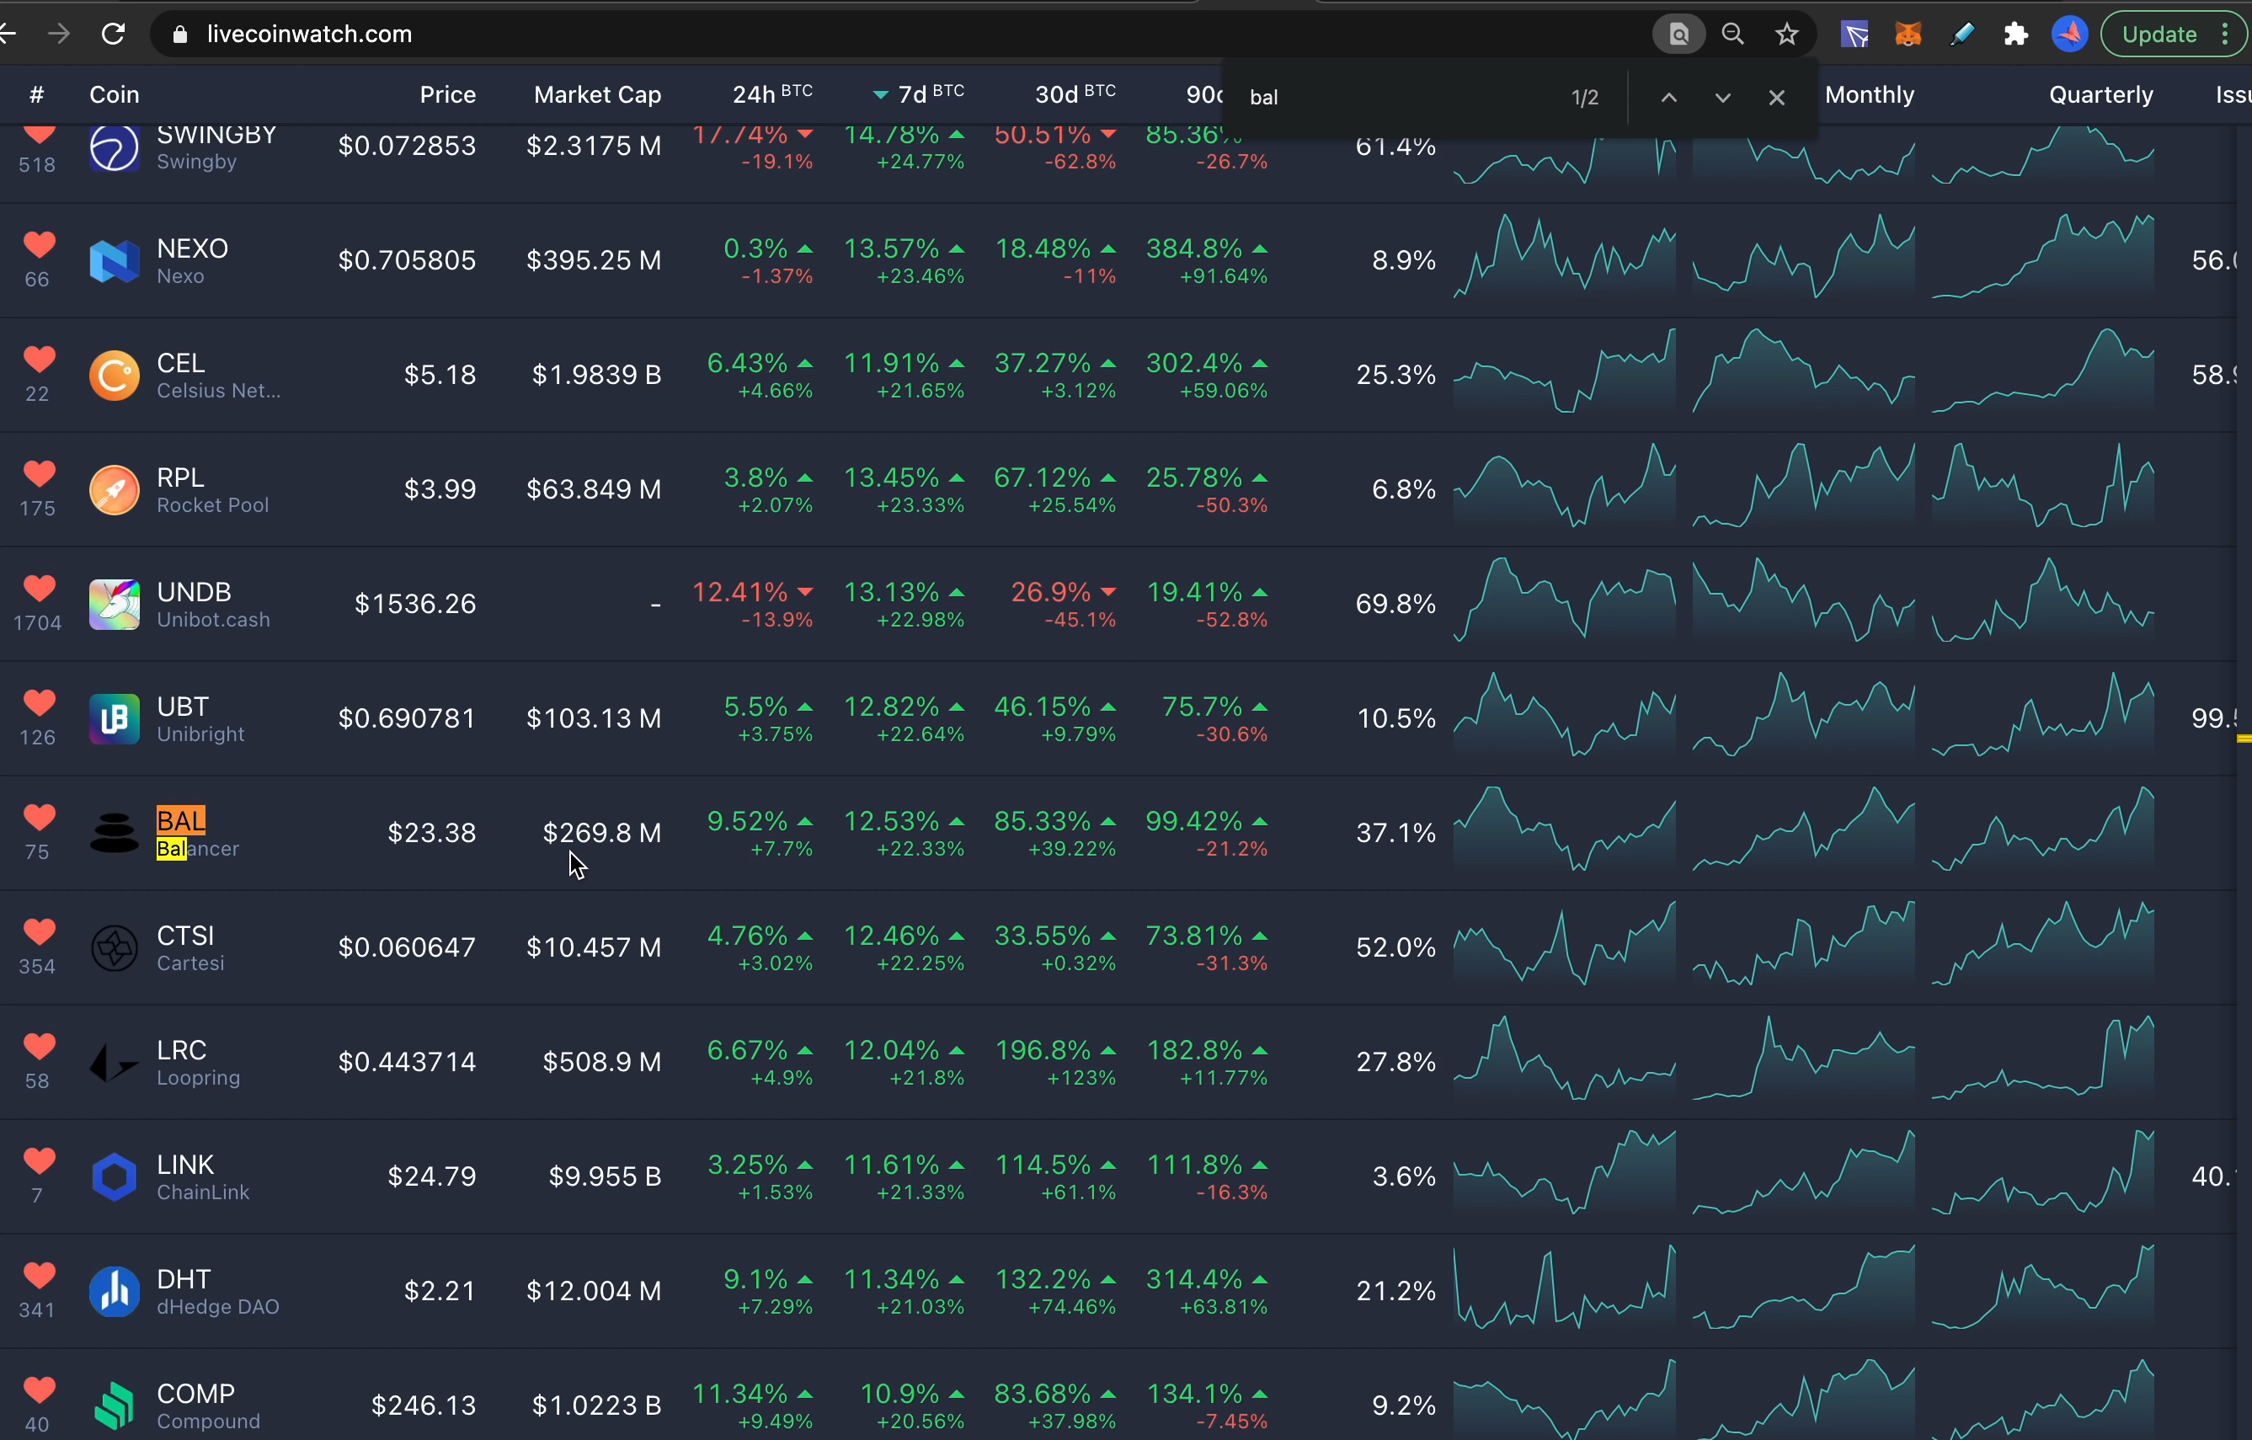 livecoinwatch.com
Update
bal 1/2
# Coin Price Market Cap 24h BTC 7d BTC 30d BTC 90d Monthly Quarterly
SWINGBY $0.072853 $2.3175 M 17.74% 14.78% 50.51% 85.36% 61.4%
518 Swingby -19.1% +24.77% -62.8% -26.7%
NEXO $0.705805 $395.25 M 0.3% 13.57% 18.48% 384.8% 8.9%
66 Nexo -1.37% +23.46% -11% +91.64%
CEL $5.18 $1.9839 B 6.43% 11.91% 37.27% 302.4% 25.3%
22 Celsius Net... +4.66% +21.65% +3.12% +59.06%
RPL $3.99 $63.849 M 3.8% 13.45% 67.12% 25.78% 6.8%
175 Rocket Pool +2.07% +23.33% +25.54% -50.3%
UNDB $1536.26 - 12.41% 13.13% 26.9% 19.41% 69.8%
1704 Unibot.cash -13.9% +22.98% -45.1% -52.8%
UB
UBT $0.690781 $103.13 M 5.5% 12.82% 46.15% 75.7% 10.5%
126 Unibright +3.75% +22.64% +9.79% -30.6%
BAL $23.38 $269.8 M 9.52% 12.53% 85.33% 99.42% 37.1%
75 Balancer +7.7% +22.33% +39.22% -21.2%
CTSI $0.060647 $10.457 M 4.76% 12.46% 33.55% 73.81% 52.0%
354 Cartesi +3.02% +22.25% +0.32% -31.3%
LRC $0.443714 $508.9 M 6.67% 12.04% 196.8% 182.8% 27.8%
58 Loopring +4.9% +21.8% +123% +11.77%
LINK $24.79 $9.955 B 3.25% 11.61% 114.5% 111.8% 3.6% 40.
7 ChainLink +1.53% +21.33% +61.1% -16.3%
DHT $2.21 $12.004 M 9.1% 11.34% 132.2% 314.4% 21.2%
341 dHedge DAO +7.29% +21.03% +74.46% +63.81%
COMP $246.13 $1.0223 B 11.34% 10.9% 83.68% 134.1% 9.2%
40 Compound +9.49% +20.56% +37.98% -7.45%